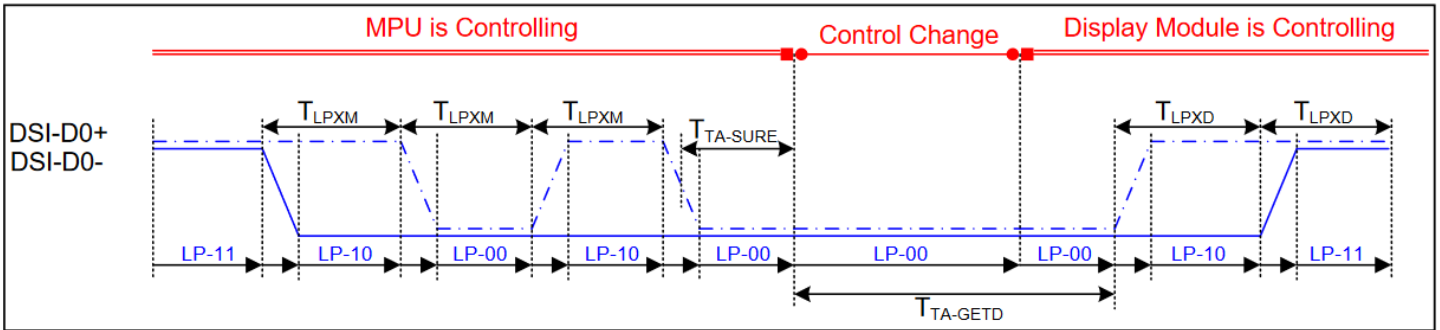 MPU is Controlling
Control Change
Display Module is Controlling
TLPXM
TLPXM
TLPXM
TTA-SURE
TLPXD
TLPXD
DSI-D0+
DSI-D0-
LP-11
LP-10
LP-00
LP-10
LP-00
LP-00
LP-00
LP-10
LP-11
TTA-GETD